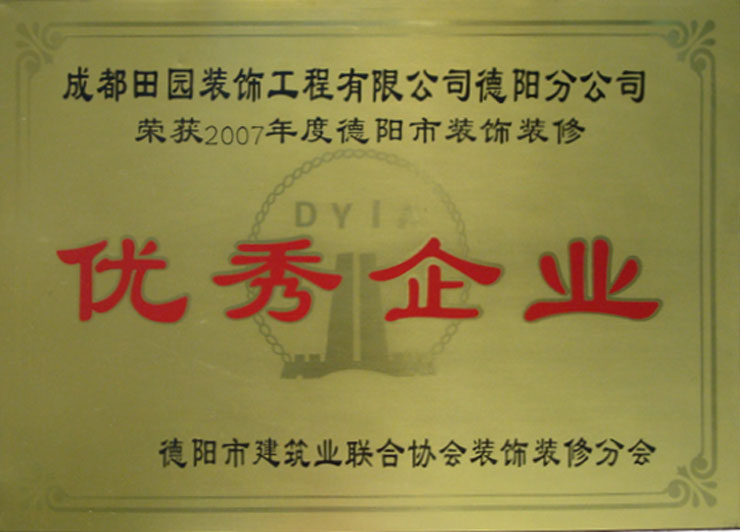 成都田园装饰工程有限公司德阳分公司
荣获2007年度德阳市装饰装修
DYIA
优秀企业
德阳市建筑业联合协会装饰装修分会